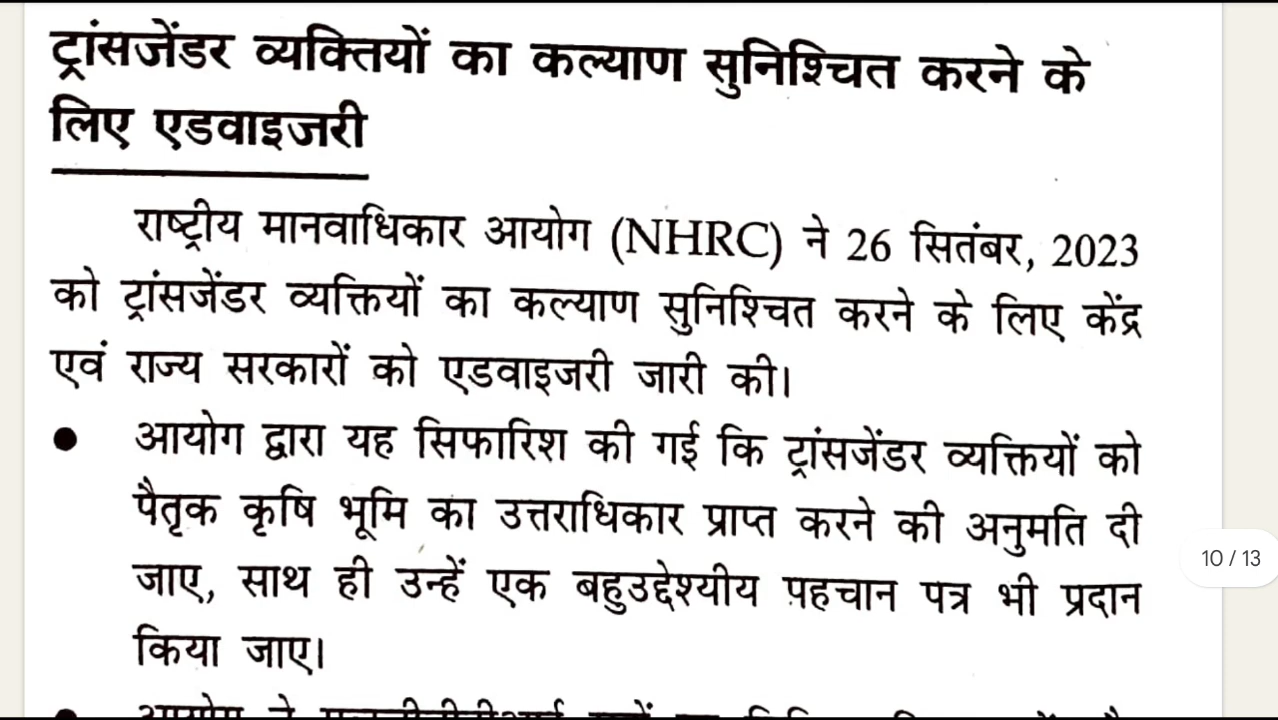 ट्रांसजेंडर व्यक्तियों का कल्याण सुनिश्चित करने के
लिए एडवाइजरी
राष्ट्रीय मानवाधिकार आयोग (NHRC) ने 26 सितंबर, 2023
को ट्रांसजेंडर व्यक्तियों का कल्याण सुनिश्चित करने के लिए केंद्र
एवं राज्य सरकारों को एडवाइजरी जारी की।
● आयोग द्वारा यह सिफारिश की गई कि ट्रांसजेंडर व्यक्तियों को
पैतृक कृषि भूमि का उत्तराधिकार प्राप्त करने की अनुमति दी
जाए, साथ ही उन्हें एक बहुउद्देश्यीय पहचान पत्र भी प्रदान
किया जाए।
10 / 13
● आयोग ने